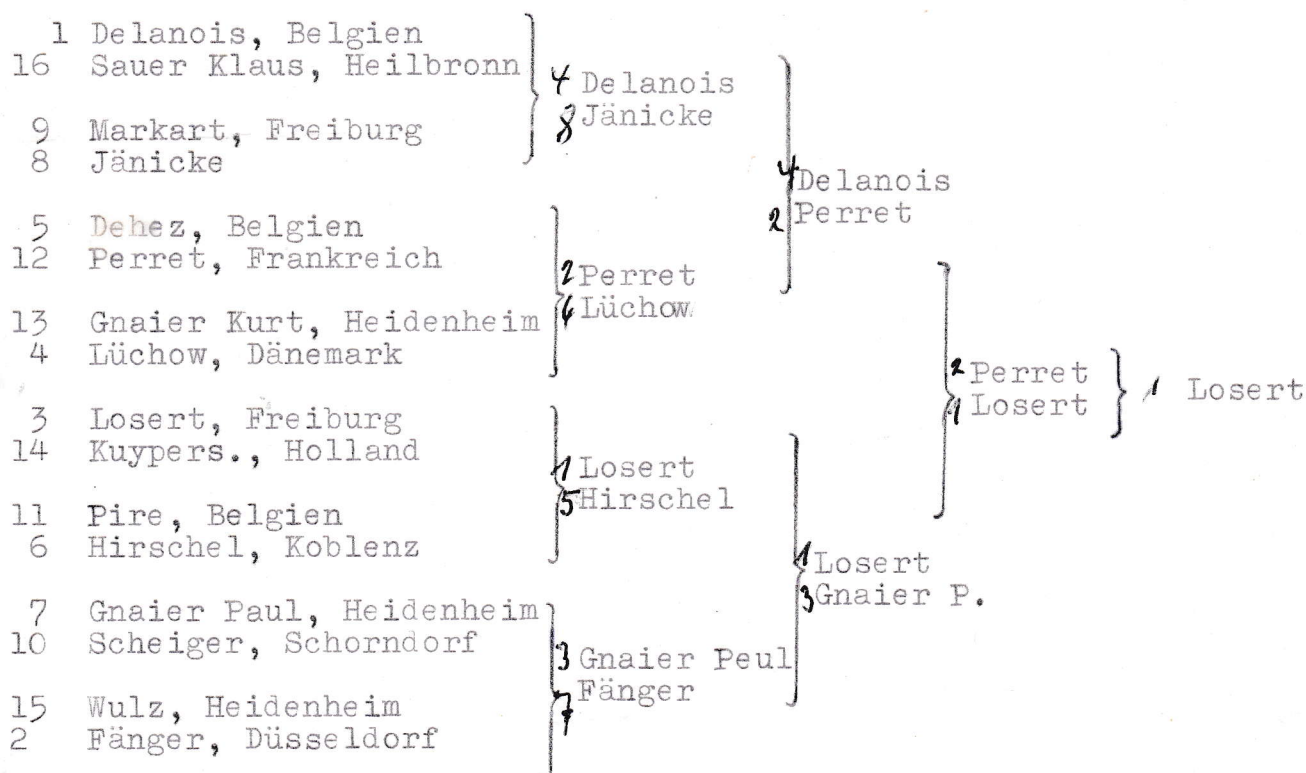 1 Delanois, Belgien
16 Sauer Klaus, Heilbronn
9 Markart, Freiburg
8 Jänicke
5 Dehez, Belgien
12 Perret, Frankreich
13 Gnaier Kurt, Heidenheim
4 Lüchow, Dänemark
3 Losert, Freiburg
14 Kuypers., Holland
11 Pire, Belgien
6 Hirschel, Koblenz
7 Gnaier Paul, Heidenheim
10 Scheiger, Schorndorf
15 Wulz, Heidenheim
2 Fänger, Düsseldorf
4 Delanois
8 Jänicke
2 Perret
6 Lüchow
1 Losert
5 Hirschel
3 Gnaier Peul
7 Fänger
4 Delanois
2 Perret
1 Losert
3 Gnaier P.
2 Perret
1 Losert
1 Losert